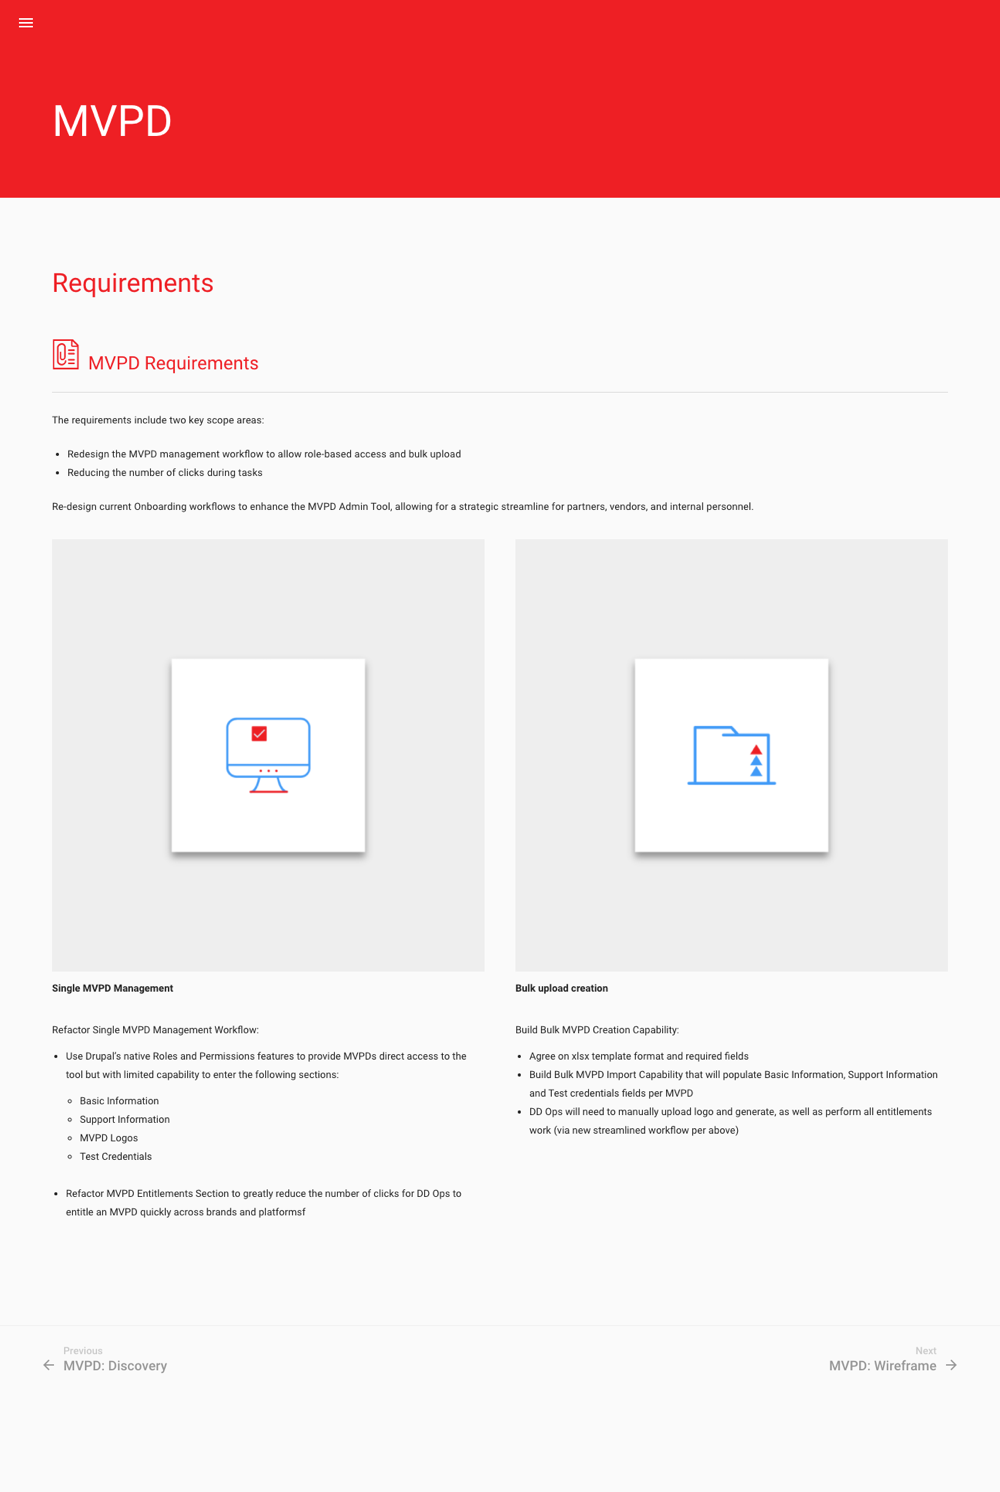 MVPD
Requirements
MVPD Requirements
The requirements include two key scope areas:
Redesign the MVPD management workflow to allow role-based access and bulk upload
Reducing the number of clicks during tasks
Re-design current Onboarding workflows to enhance the MVPD Admin Tool, allowing for a strategic streamline for partners, vendors, and internal personnel.
Single MVPD Management
Refactor Single MVPD Management Workflow:
Use Drupal’s native Roles and Permissions features to provide MVPDs direct access to the
tool but with limited capability to enter the following sections:
Basic Information
Support Information
MVPD Logos
Test Credentials
Refactor MVPD Entitlements Section to greatly reduce the number of clicks for DD Ops to
entitle an MVPD quickly across brands and platformsf
Bulk upload creation
Build Bulk MVPD Creation Capability:
Agree on xlsx template format and required fields
Build Bulk MVPD Import Capability that will populate Basic Information, Support Information
and Test credentials fields per MVPD
DD Ops will need to manually upload logo and generate, as well as perform all entitlements
work (via new streamlined workflow per above)
Previous
MVPD: Discovery
Next
MVPD: Wireframe